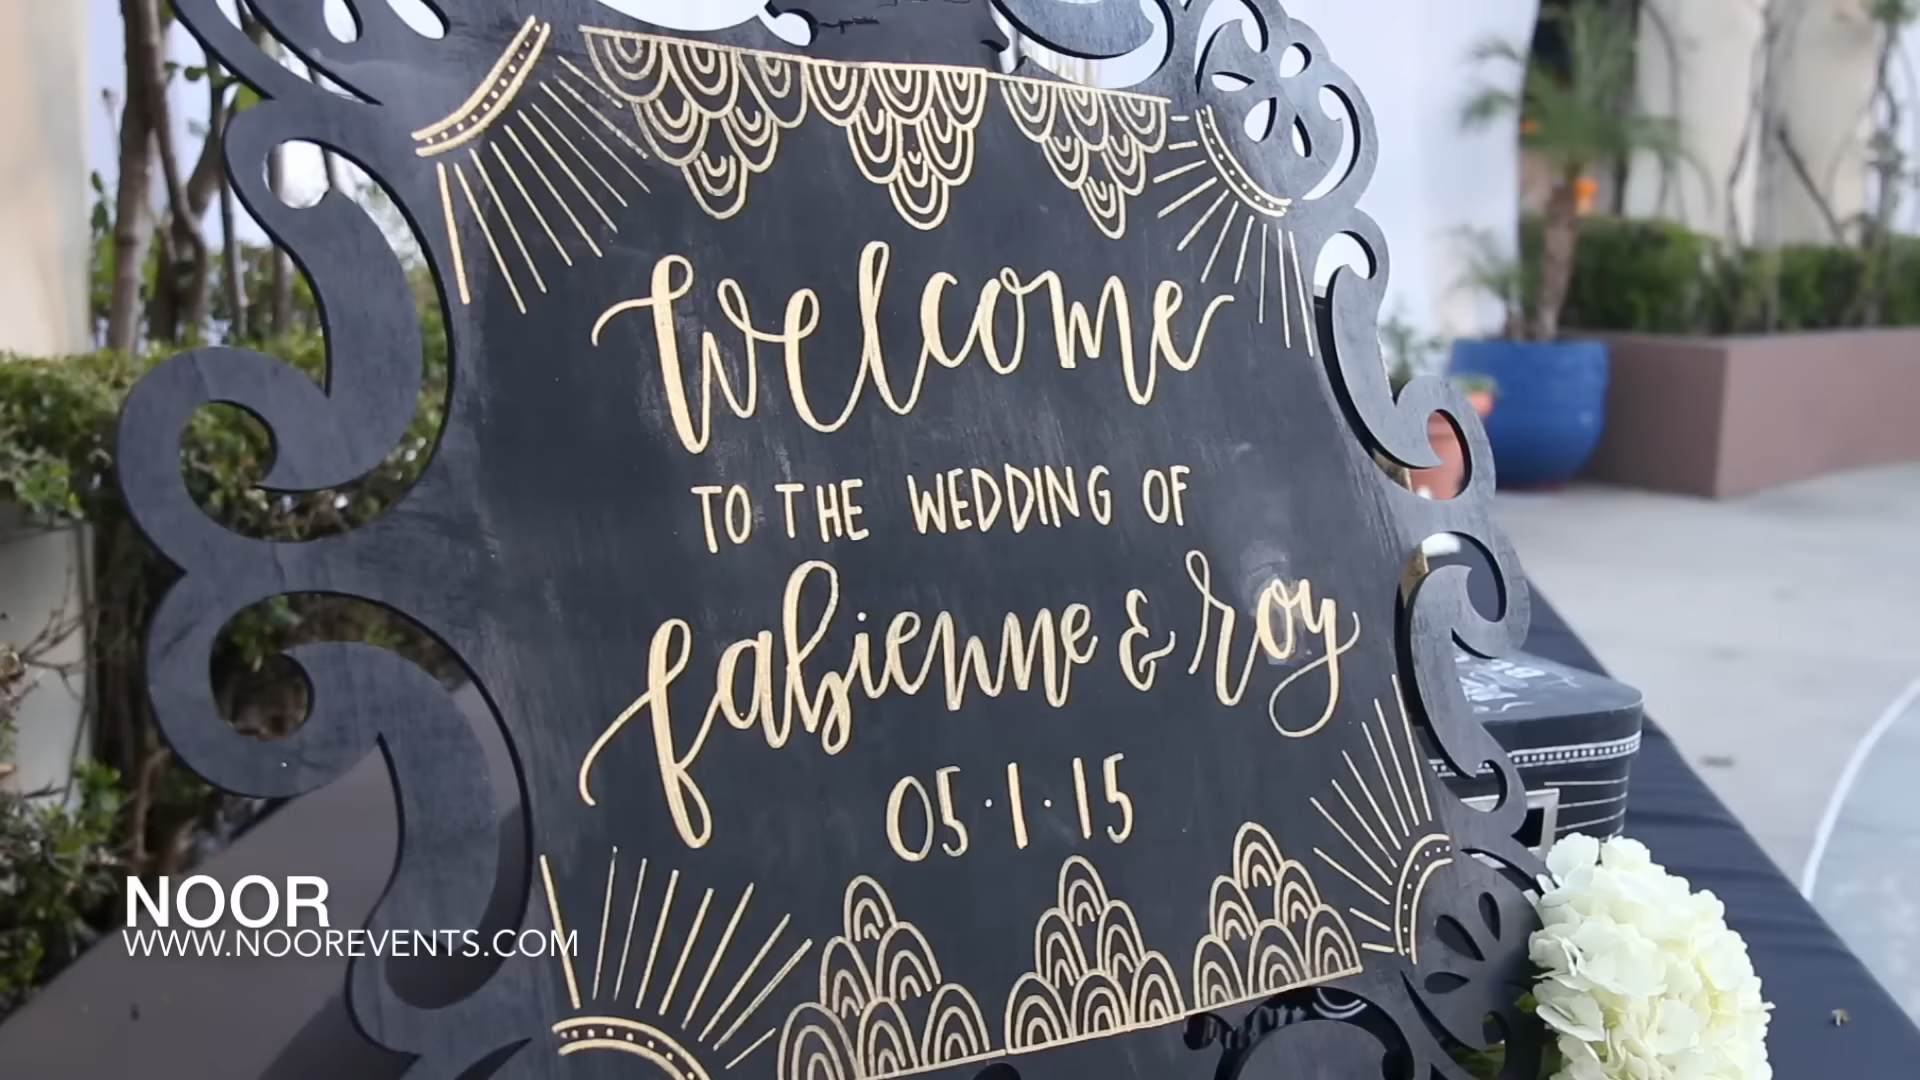 Welcome
TO THE WEDDING OF
fabienne & roy
05·1·15
NOOR
WWW.NOOREVENTS.COM